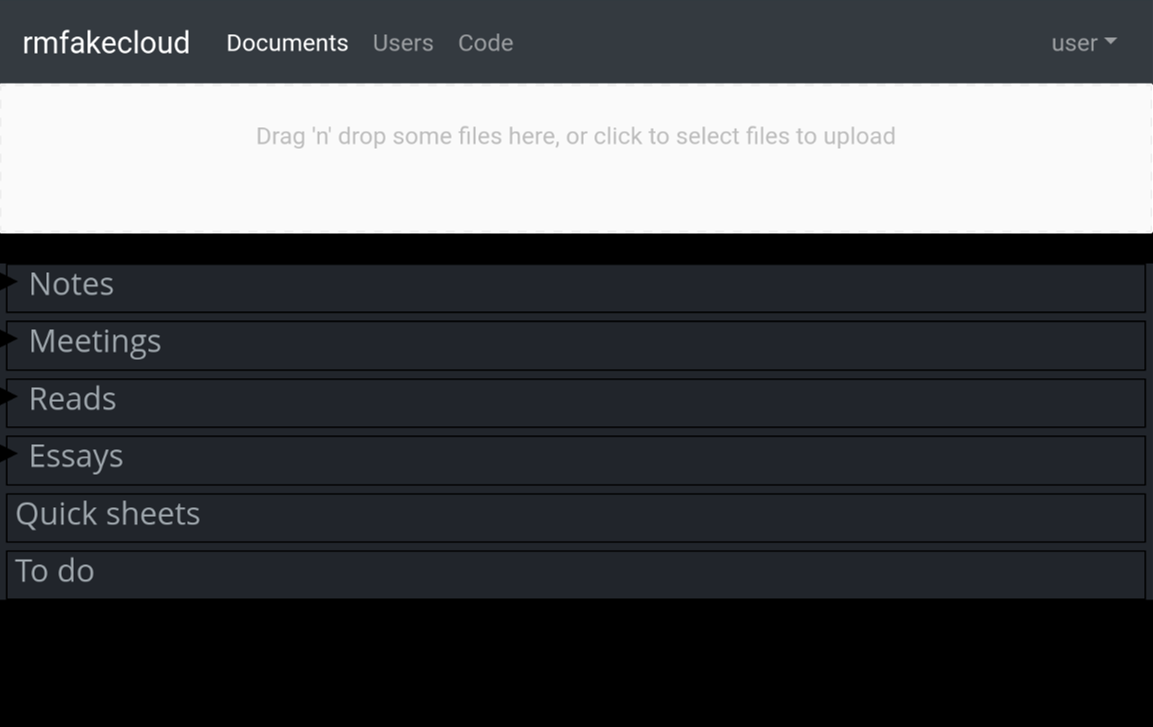 rmfakecloud Documents Users Code user
Drag 'n' drop some files here, or click to select files to upload
Notes
Meetings
Reads
Essays
Quick sheets
To do